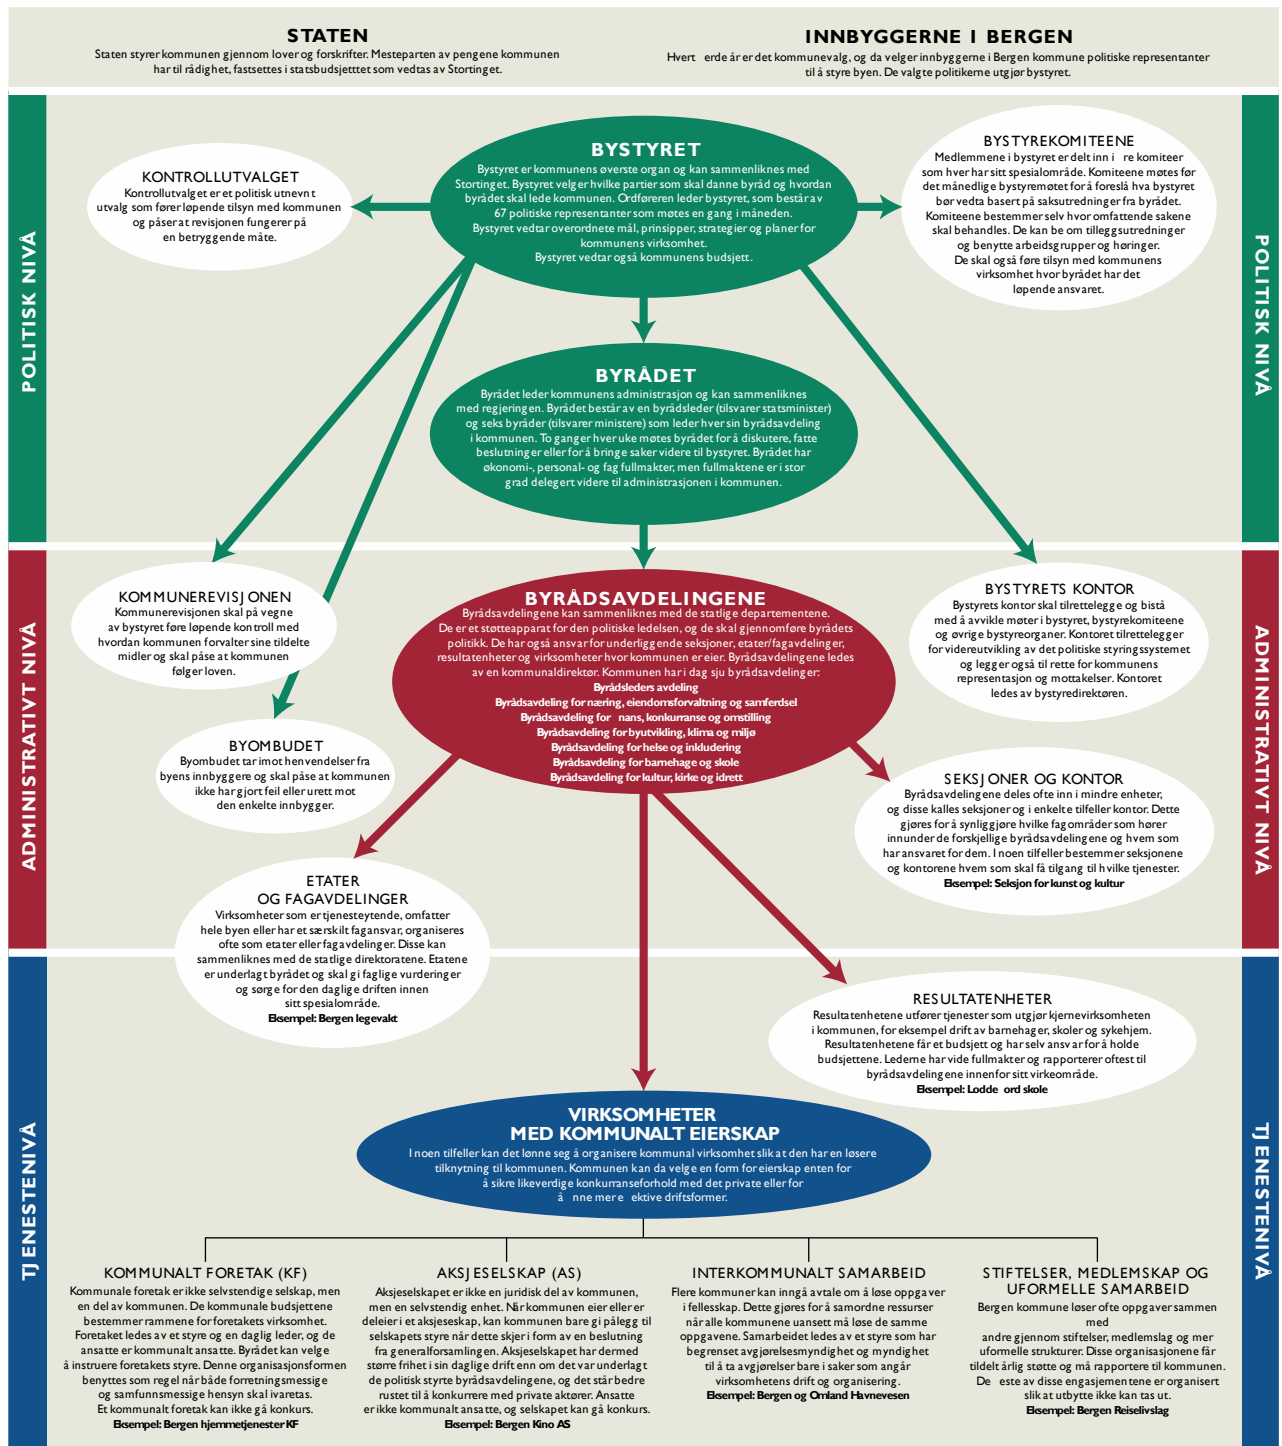 STATEN
Staten styrer kommunen gjennom lover og forskrifter. Mesteparten av pengene kommunen
har til rådighet, fastsettes i statsbudsjetttet som vedtas av Stortinget.
INNBYGGERNE I BERGEN
Hvert erde år er det kommunevalg, og da velger innbyggerne i Bergen kommune politiske representanter
til å styre byen. De valgte politikerne utgjør bystyret.
POLITISK NIVÅ
POLITISK NIVÅ
KONTROLLUTVALGET
Kontrollutvalget er et politisk utnevnt
utvalg som fører løpende tilsyn med kommunen
og påser at revisjonen fungerer på
en betryggende måte.
BYSTYRET
Bystyret er kommunens øverste organ og kan sammenliknes med
Stortinget. Bystyret velger hvilke partier som skal danne byråd og hvordan
byrådet skal lede kommunen. Ordføreren leder bystyret, som består av
67 politiske representanter som møtes en gang i måneden.
Bystyret vedtar overordnete mål, prinsipper, strategier og planer for
kommunens virksomhet.
Bystyret vedtar også kommunens budsjett.
BYSTYREKOMITEENE
Medlemmene i bystyret er delt inn i re komiteer
som hver har sitt spesialområde. Komiteene møtes før
det månedlige bystyremøtet for å foreslå hva bystyret
bør vedta basert på saksutredninger fra byrådet.
Komiteene bestemmer selv hvor omfattende sakene
skal behandles. De kan be om tilleggsutredninger
og benytte arbeidsgrupper og høringer.
De skal også føre tilsyn med kommunens
virksomhet hvor byrådet har det
løpende ansvaret.
BYRÅDET
Byrådet leder kommunens administrasjon og kan sammenliknes
med regjeringen. Byrådet består av en byrådsleder (tilsvarer statsminister)
og seks byråder (tilsvarer ministere) som leder hver sin byrådsavdeling
i kommunen. To ganger hver uke møtes byrådet for å diskutere, fatte
beslutninger eller for å bringe saker videre til bystyret. Byrådet har
økonomi-, personal- og fag fullmakter, men fullmaktene er i stor
grad delegert videre til administrasjonen i kommunen.
ADMINISTRATIVT NIVÅ
ADMINISTRATIVT NIVÅ
KOMMUNEREVISJONEN
Kommunerevisjonen skal på vegne
av bystyret føre løpende kontroll med
hvordan kommunen forvalter sine tildelte
midler og skal påse at kommunen
følger loven.
BYRÅDSAVDELINGENE
Byrådsavdelingene kan sammenliknes med de statlige departementene.
De er et støtteapparat for den politiske ledelsen, og de skal gjennomføre byrådets
politikk. De har også ansvar for underliggende seksjoner, etater/fagavdelinger,
resultatenheter og virksomheter hvor kommunen er eier. Byrådsavdelingene ledes
av en kommunaldirektør. Kommunen har i dag sju byrådsavdelinger:
Byrådsleders avdeling
Byrådsavdeling for næring, eiendomsforvaltning og samferdsel
Byrådsavdeling for nans, konkurranse og omstilling
Byrådsavdeling for byutvikling, klima og miljø
Byrådsavdeling for helse og inkludering
Byrådsavdeling for barnehage og skole
Byrådsavdeling for kultur, kirke og idrett
BYSTYRETS KONTOR
Bystyrets kontor skal tilrettelegge og bistå
med å avvikle møter i bystyret, bystyrekomiteene
og øvrige bystyreorganer. Kontoret tilrettelegger
for videreutvikling av det politiske styringssystemet
og legger også til rette for kommunens
representasjon og mottakelser. Kontoret
ledes av bystyredirektøren.
BYOMBUDET
Byombudet tar imot henvendelser fra
byens innbyggere og skal påse at kommunen
ikke har gjort feil eller urett mot
den enkelte innbygger.
SEKSJONER OG KONTOR
Byrådsavdelingene deles ofte inn i mindre enheter,
og disse kalles seksjoner og i enkelte tilfeller kontor. Dette
gjøres for å synliggjøre hvilke fagområder som hører
innunder de forskjellige byrådsavdelingene og hvem som
har ansvaret for dem. I noen tilfeller bestemmer seksjonene
og kontorene hvem som skal få tilgang til hvilke tjenester.
Eksempel: Seksjon for kunst og kultur
ETATER
OG FAGAVDELINGER
Virksomheter som er tjenesteytende, omfatter
hele byen eller har et særskilt fagansvar, organiseres
ofte som etater eller fagavdelinger. Disse kan
sammenliknes med de statlige direktoratene. Etatene
er underlagt byrådet og skal gi faglige vurderinger
og sørge for den daglige driften innen
sitt spesialområde.
Eksempel: Bergen legevakt
TJENESTENIVÅ
TJENESTENIVÅ
RESULTATENHETER
Resultatenhetene utfører tjenester som utgjør kjernevirksomheten
i kommunen, for eksempel drift av barnehager, skoler og sykehjem.
Resultatenhetene får et budsjett og har selv ansvar for å holde
budsjettene. Lederne har vide fullmakter og rapporterer oftest til
byrådsavdelingene innenfor sitt virkeområde.
Eksempel: Lodde ord skole
VIRKSOMHETER
MED KOMMUNALT EIERSKAP
I noen tilfeller kan det lønne seg å organisere kommunal virksomhet slik at den har en løsere
tilknytning til kommunen. Kommunen kan da velge en form for eierskap enten for
å sikre likeverdige konkurranseforhold med det private eller for
å nne mer e ektive driftsformer.
KOMMUNALT FORETAK (KF)
Kommunale foretak er ikke selvstendige selskap, men
en del av kommunen. De kommunale budsjettene
bestemmer rammene for foretakets virksomhet.
Foretaket ledes av et styre og en daglig leder, og de
ansatte er kommunalt ansatte. Byrådet kan velge
å instruere foretakets styre. Denne organisasjonsformen
benyttes som regel når både forretningsmessige
og samfunnsmessige hensyn skal ivaretas.
Et kommunalt foretak kan ikke gå konkurs.
Eksempel: Bergen hjemmetjenester KF
AKSJESELSKAP (AS)
Aksjeselskapet er ikke en juridisk del av kommunen,
men en selvstendig enhet. Når kommunen eier eller er
deleier i et aksjeseskap, kan kommunen bare gi pålegg til
selskapets styre når dette skjer i form av en beslutning
fra generalforsamlingen. Aksjeselskapet har dermed
større frihet i sin daglige drift enn om det var underlagt
de politisk styrte byrådsavdelingene, og det står bedre
rustet til å konkurrere med private aktører. Ansatte
er ikke kommunalt ansatte, og selskapet kan gå konkurs.
Eksempel: Bergen Kino AS
INTERKOMMUNALT SAMARBEID
Flere kommuner kan inngå avtale om å løse oppgaver
i fellesskap. Dette gjøres for å samordne ressurser
når alle kommunene uansett må løse de samme
oppgavene. Samarbeidet ledes av et styre som har
begrenset avgjørelsesmyndighet og myndighet
til å ta avgjørelser bare i saker som angår
virksomhetens drift og organisering.
Eksempel: Bergen og Omland Havnevesen
STIFTELSER, MEDLEMSKAP OG
UFORMELLE SAMARBEID
Bergen kommune løser ofte oppgaver sammen
med
andre gjennom stiftelser, medlemslag og mer
uformelle strukturer. Disse organisasjonene får
tildelt årlig støtte og må rapportere til kommunen.
De este av disse engasjementene er organisert
slik at utbytte ikke kan tas ut.
Eksempel: Bergen Reiselivslag